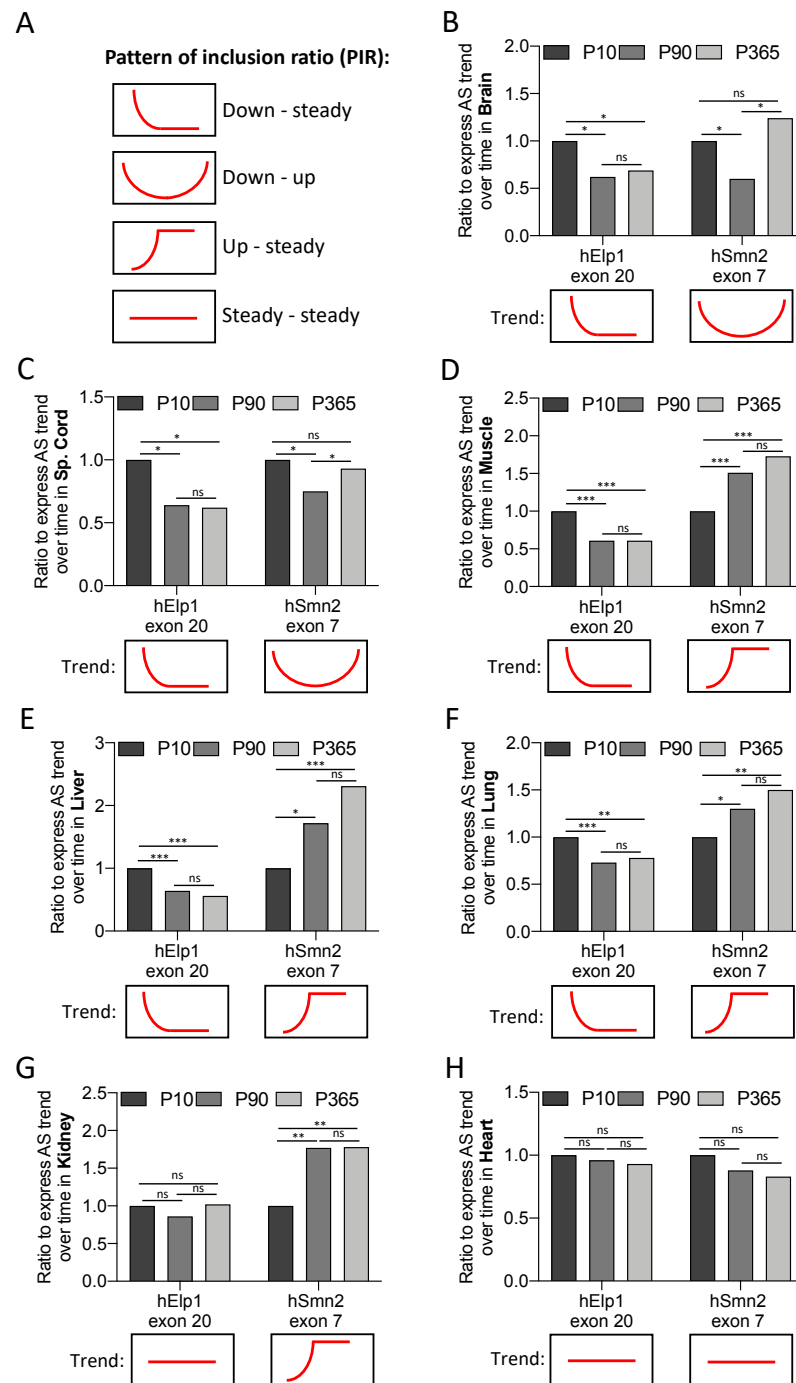 A
Pattern of inclusion ratio (PIR):
Down - steady
Down - up
Up - steady
Steady - steady
B
Ratio to express AS trend
over time in Brain
2.0
1.5
1.0
0.5
0.0
P10 P90 P365
*
*
ns
ns
*
*
hElp1
exon 20
hSmn2
exon 7
Trend:
C
Ratio to express AS trend
over time in Sp. Cord
1.5
1.0
0.5
0.0
P10 P90 P365
*
*
ns
ns
*
*
hElp1
exon 20
hSmn2
exon 7
Trend:
D
Ratio to express AS trend
over time in Muscle
2.5
2.0
1.5
1.0
0.5
0.0
P10 P90 P365
***
***
ns
***
***
ns
hElp1
exon 20
hSmn2
exon 7
Trend:
E
Ratio to express AS trend
over time in Liver
3
2
1
0
P10 P90 P365
***
***
ns
***
ns
*
hElp1
exon 20
hSmn2
exon 7
Trend:
F
Ratio to express AS trend
over time in Lung
2.0
1.5
1.0
0.5
0.0
P10 P90 P365
**
***
ns
**
ns
*
hElp1
exon 20
hSmn2
exon 7
Trend:
G
Ratio to express AS trend
over time in Kidney
2.5
2.0
1.5
1.0
0.5
0.0
P10 P90 P365
ns
ns
ns
**
**
ns
hElp1
exon 20
hSmn2
exon 7
Trend:
H
Ratio to express AS trend
over time in Heart
1.5
1.0
0.5
0.0
P10 P90 P365
ns
ns
ns
ns
ns
ns
hElp1
exon 20
hSmn2
exon 7
Trend: